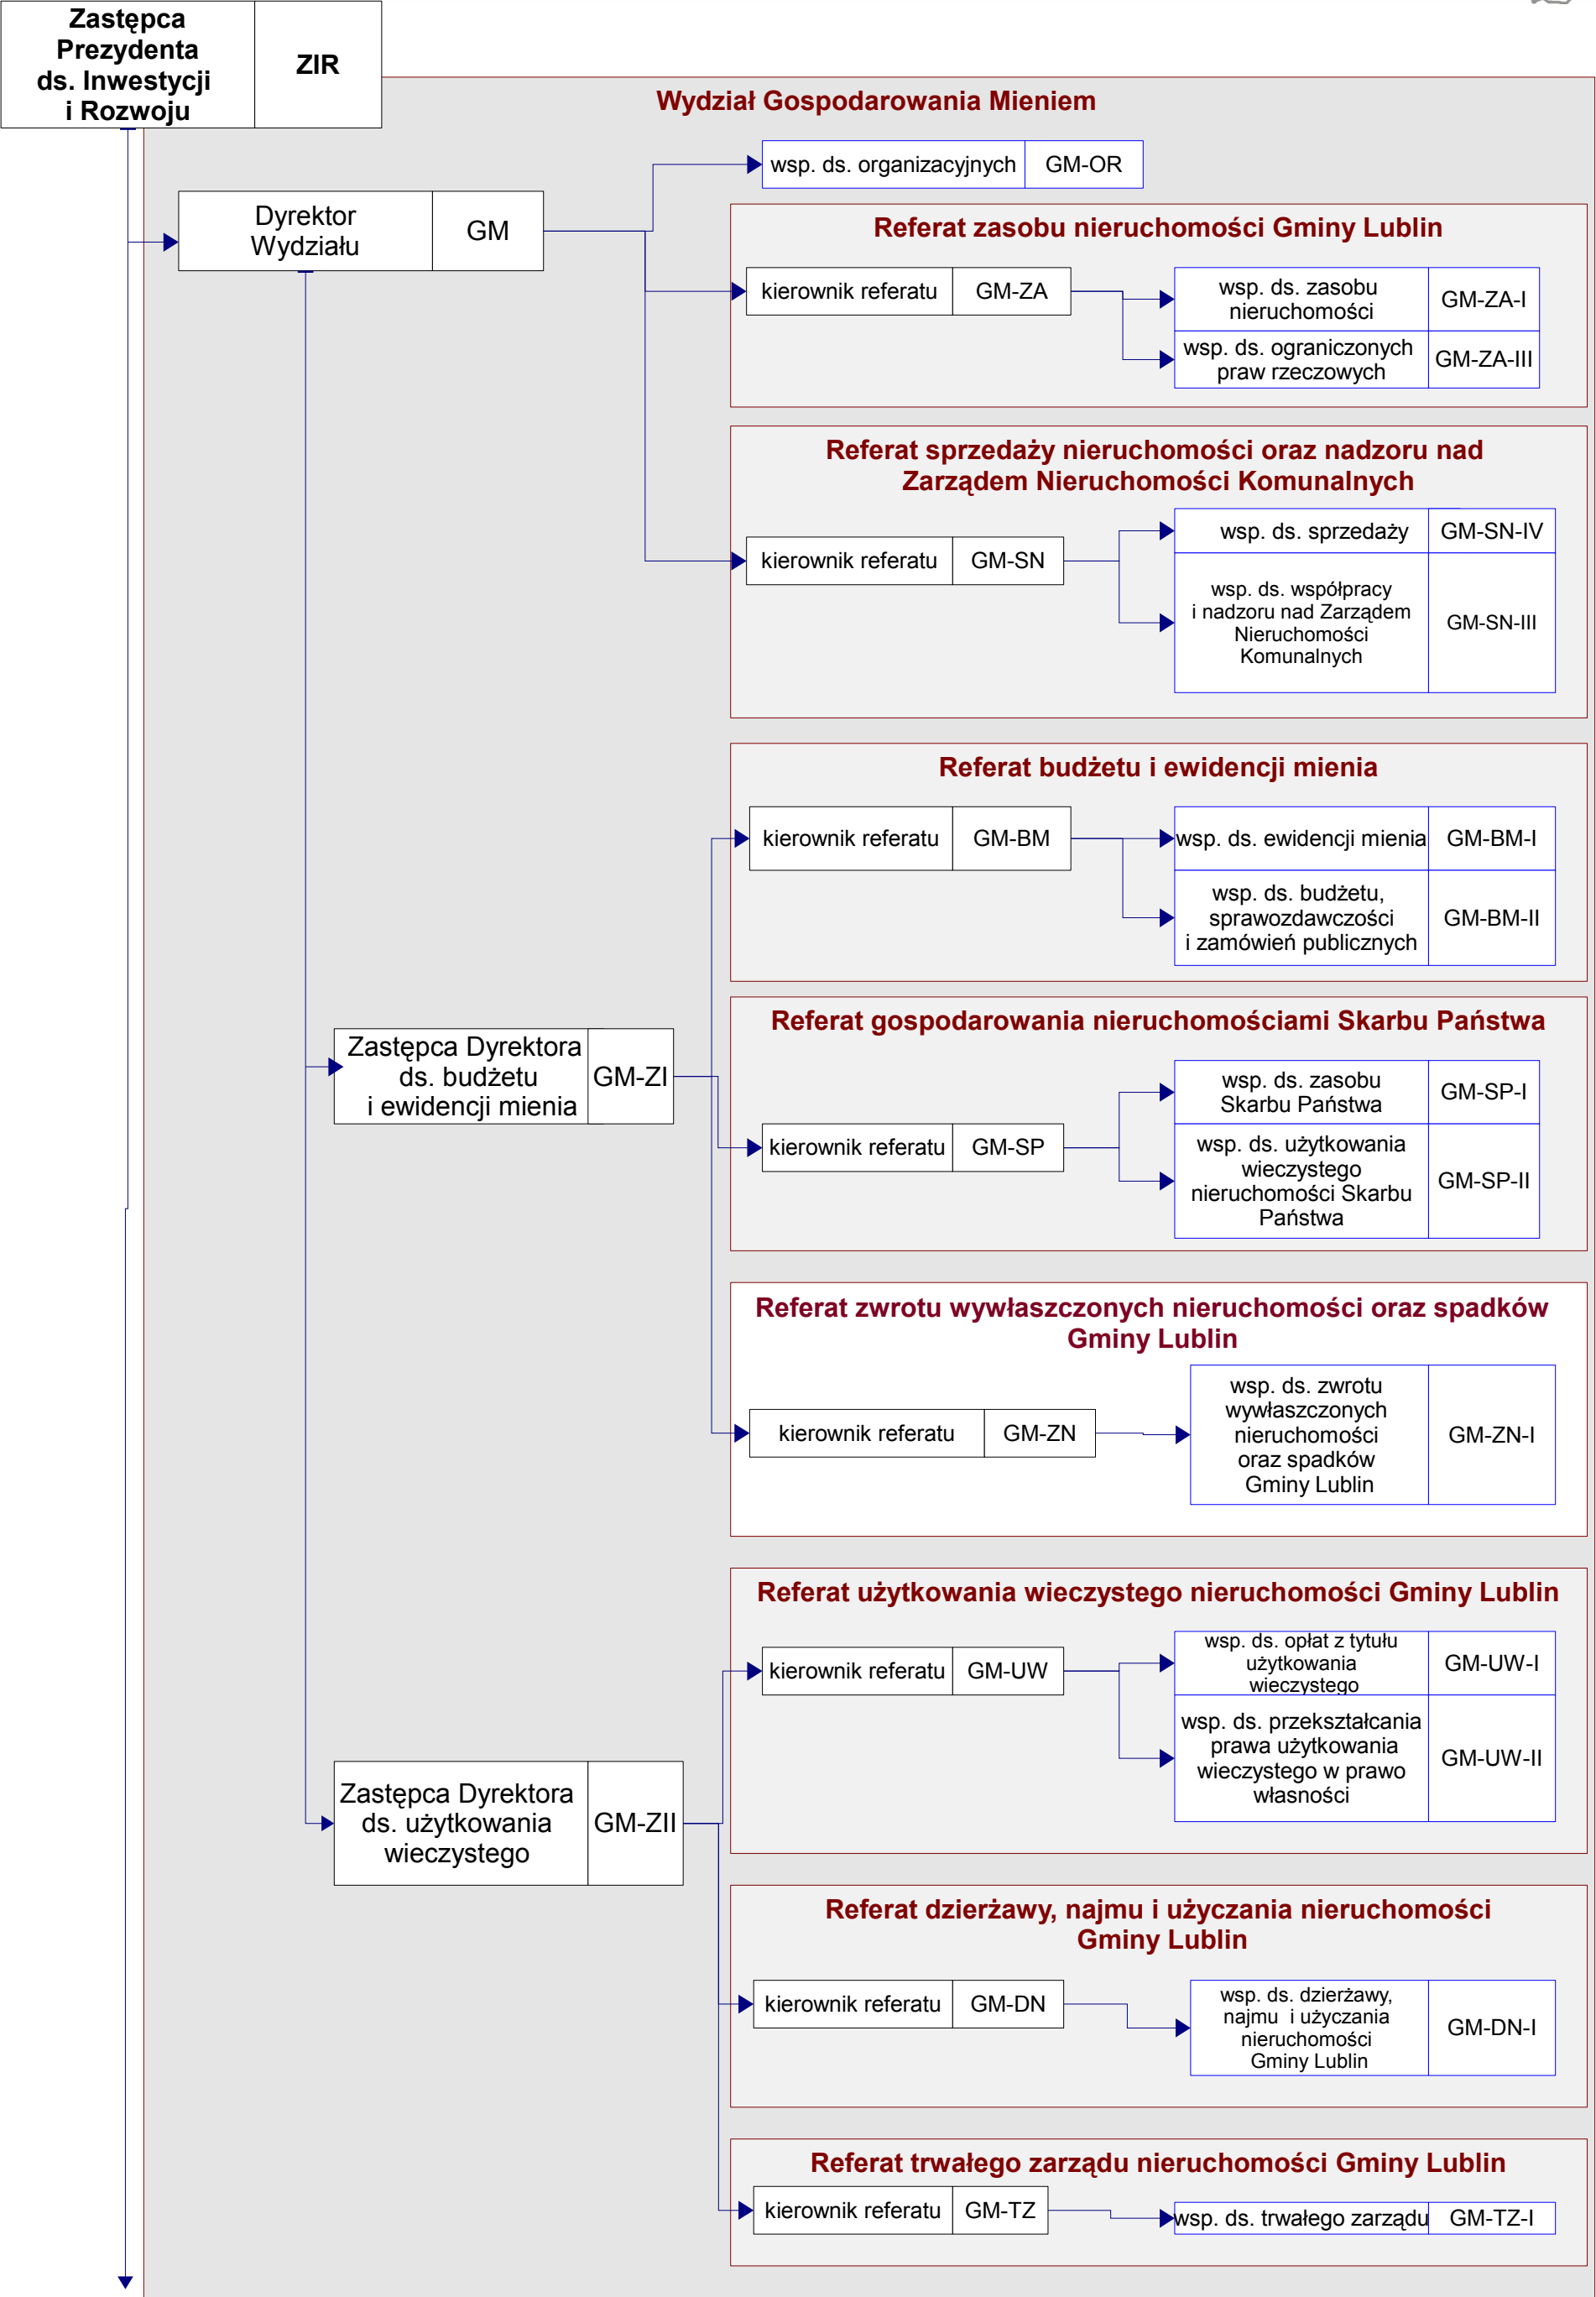 Zastępca
Prezydenta
ds. Inwestycji
i Rozwoju
ZIR
Wydział Gospodarowania Mieniem
wsp. ds. organizacyjnych
GM-OR
Dyrektor
Wydziału
GM
Referat zasobu nieruchomości Gminy Lublin
kierownik referatu
GM-ZA
wsp. ds. zasobu
nieruchomości
GM-ZA-I
wsp. ds. ograniczonych
praw rzeczowych
GM-ZA-III
Referat sprzedaży nieruchomości oraz nadzoru nad
Zarządem Nieruchomości Komunalnych
kierownik referatu
GM-SN
wsp. ds. sprzedaży
GM-SN-IV
wsp. ds. współpracy
i nadzoru nad Zarządem
Nieruchomości
Komunalnych
GM-SN-III
Referat budżetu i ewidencji mienia
kierownik referatu
GM-BM
wsp. ds. ewidencji mienia
GM-BM-I
wsp. ds. budżetu,
sprawozdawczości
i zamówień publicznych
GM-BM-II
Zastępca Dyrektora
ds. budżetu
i ewidencji mienia
GM-ZI
Referat gospodarowania nieruchomościami Skarbu Państwa
kierownik referatu
GM-SP
wsp. ds. zasobu
Skarbu Państwa
GM-SP-I
wsp. ds. użytkowania
wieczystego
nieruchomości Skarbu
Państwa
GM-SP-II
Referat zwrotu wywłaszczonych nieruchomości oraz spadków
Gminy Lublin
kierownik referatu
GM-ZN
wsp. ds. zwrotu
wywłaszczonych
nieruchomości
oraz spadków
Gminy Lublin
GM-ZN-I
Referat użytkowania wieczystego nieruchomości Gminy Lublin
kierownik referatu
GM-UW
wsp. ds. opłat z tytułu
użytkowania
wieczystego
GM-UW-I
wsp. ds. przekształcania
prawa użytkowania
wieczystego w prawo
własności
GM-UW-II
Zastępca Dyrektora
ds. użytkowania
wieczystego
GM-ZII
Referat dzierżawy, najmu i użyczania nieruchomości
Gminy Lublin
kierownik referatu
GM-DN
wsp. ds. dzierżawy,
najmu i użyczania
nieruchomości
Gminy Lublin
GM-DN-I
Referat trwałego zarządu nieruchomości Gminy Lublin
kierownik referatu
GM-TZ
wsp. ds. trwałego zarządu
GM-TZ-I